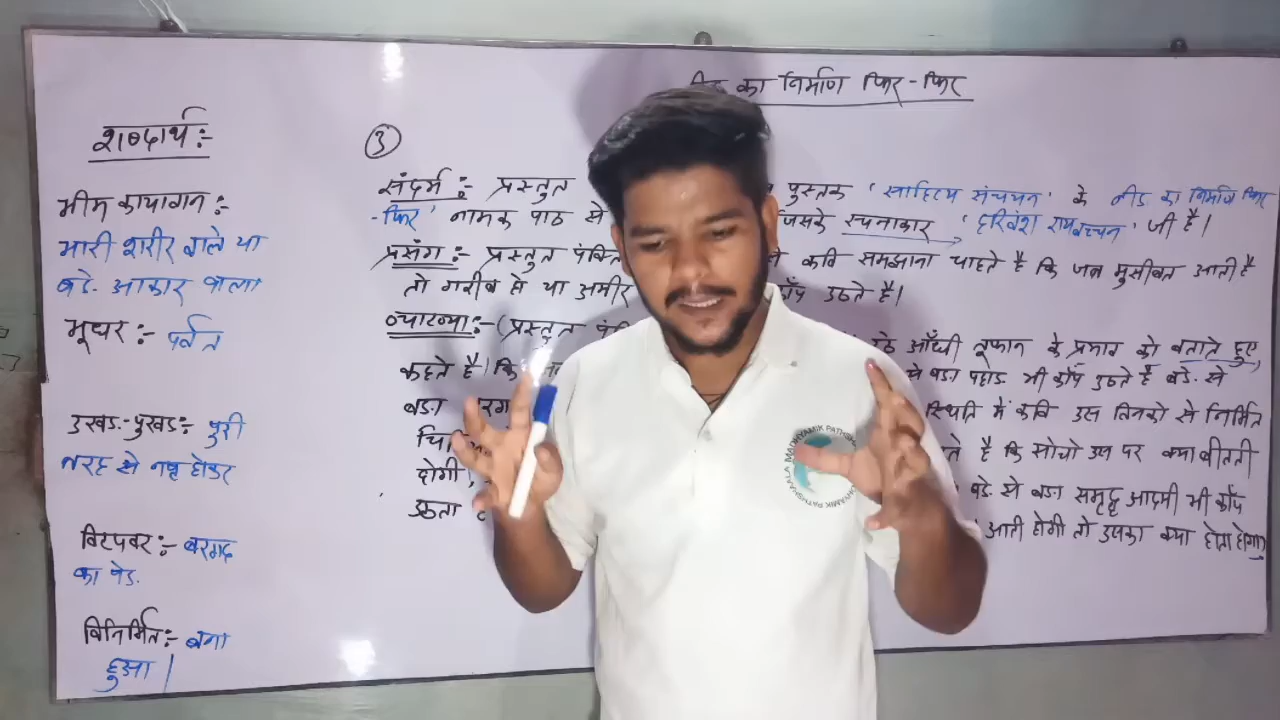 का निर्माण फिर-फिर
शब्दार्थ :-
भीम कायावान :-
भारी शरीर वाले या
बडे. आकार वाला
भूधर :- पर्वत
उखड.-पुखड :- पुरी
तरह से नष्ट होकर
विटपवर :- बरगद
का पेड.
विनिर्मित :- बना
हुआ |
3
संदर्भ :- प्रस्तुत पुस्तक 'साहित्य संचयन' के नीड का निर्माण फिर
-फिर' नामक पाठ से जिसके रचनाकार 'हरिवंश राय बच्चन' जी है।
प्रसंग :- प्रस्तुत पंक्ति कवि समझाना चाहते है कि जब मुसीबत आती है
तो गरीब हो या अमीर काँप उठते है।
व्याख्या :- (प्रस्तुत आँधी तूफान के प्रभाव को बताते हुए
कहते है। कि से बडा पहाड भी काँप उठते है बडे. से
बडा स्थिति में कवि उस तिनको से निर्मित
है कि सोचो उस पर क्या बीतती
होगी, बडे. से बडा समृद्ध आदमी भी काँप
उठता आती होगी तो उसका क्या होता होगा)
MADHYAMIK PATHSHALA